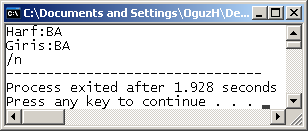 C:\Documents and Settings\OguzH\De...
Harf:BA
Giris:BA
/n
--------------------------------
Process exited after 1.928 seconds
Press any key to continue . . .